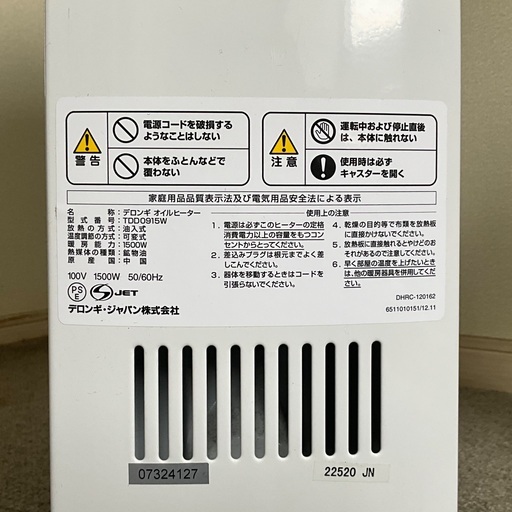 警告
電源コードを破損する
ようなことはしない
本体をふとんなどで
覆わない
注意
運転中および停止直後
は、本体に触れない
使用時は必ず
キャスターを開く
家庭用品品質表示法及び電気用品安全法による表示
品名：デロンギ オイルヒーター
型式番号：TDD0915W
放熱の方式：油入式
温度調節の方式：可変式
暖房能力：1500W
熱媒体の種類：鉱物油
原産国：中国
100V 1500W 50/60Hz
PS
E
S JET
デロンギ・ジャパン株式会社
使用上の注意
1. 電源は必ずこのヒーターの定格
消費電力以上の容量をもつコン
セントからとってください。
2. 差込みプラグは根元までよく差
しこんでください。
3. 器体を移動するときはコードを
引張らないでください。
4. 乾燥の目的等で布類を放熱板
に直接かけないでください。
5. 放熱板に直接触れるとやけどのお
それがあるのでご注意ください。
6. 早く部屋の温度を上げたいとき
は、他の暖房器具を併用してくだ
さい。
DHRC-120162
6511010151/12.11
07324127
22520 JN